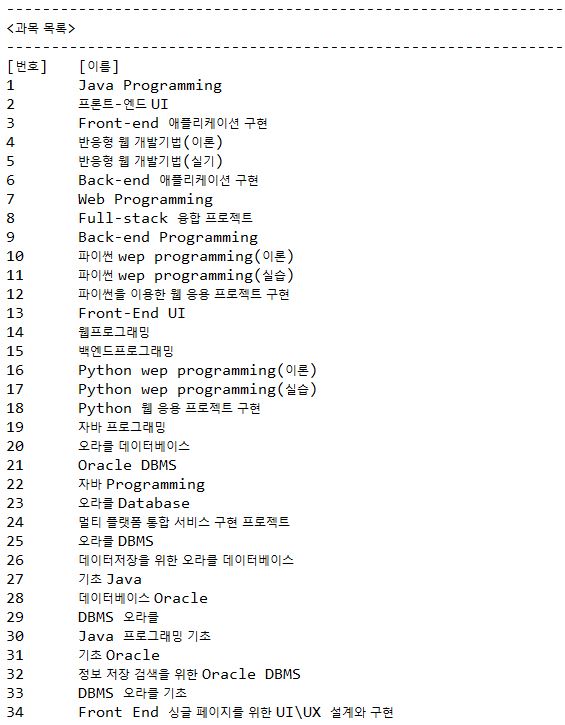 --------------------------------------------------------------
<과목 목록>
--------------------------------------------------------------
[번호] [이름]
1 Java Programming
2 프론트-엔드 UI
3 Front-end 애플리케이션 구현
4 반응형 웹 개발기법(이론)
5 반응형 웹 개발기법(실기)
6 Back-end 애플리케이션 구현
7 Web Programming
8 Full-stack 융합 프로젝트
9 Back-end Programming
10 파이썬 wep programming(이론)
11 파이썬 wep programming(실습)
12 파이썬을 이용한 웹 응용 프로젝트 구현
13 Front-End UI
14 웹프로그래밍
15 백엔드프로그래밍
16 Python wep programming(이론)
17 Python wep programming(실습)
18 Python 웹 응용 프로젝트 구현
19 자바 프로그래밍
20 오라클 데이터베이스
21 Oracle DBMS
22 자바 Programming
23 오라클 Database
24 멀티 플랫폼 통합 서비스 구현 프로젝트
25 오라클 DBMS
26 데이터저장을 위한 오라클 데이터베이스
27 기초 Java
28 데이터베이스 Oracle
29 DBMS 오라클
30 Java 프로그래밍 기초
31 기초 Oracle
32 정보 저장 검색을 위한 Oracle DBMS
33 DBMS 오라클 기초
34 Front End 싱글 페이지를 위한 UI\UX 설계와 구현